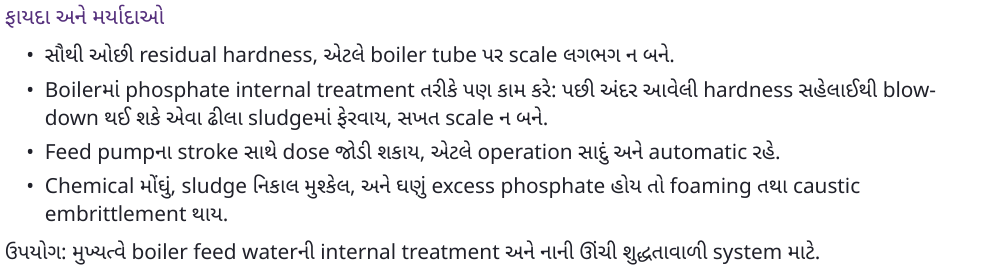 ફાયદા અને મર્યાદાઓ
• સૌથી ઓછી residual hardness, એટલે boiler tube પર scale લગભગ ન બને.
• Boilerમાં phosphate internal treatment તરીકે પણ કામ કરે: પછી અંદર આવેલી hardness સહેલાઈથી blow-
down થઈ શકે એવા ઢીલા sludgeમાં ફેરવાય, સખત scale ન બને.
• Feed pumpના stroke સાથે dose જોડી શકાય, એટલે operation સાદું અને automatic રહે.
• Chemical મોંઘું, sludge નિકાલ મુશ્કેલ, અને ઘણું excess phosphate હોય તો foaming તથા caustic
embrittlement થાય.
ઉપયોગ: મુખ્યત્વે boiler feed waterની internal treatment અને નાની ઊંચી શુદ્ધતાવાળી system માટે.